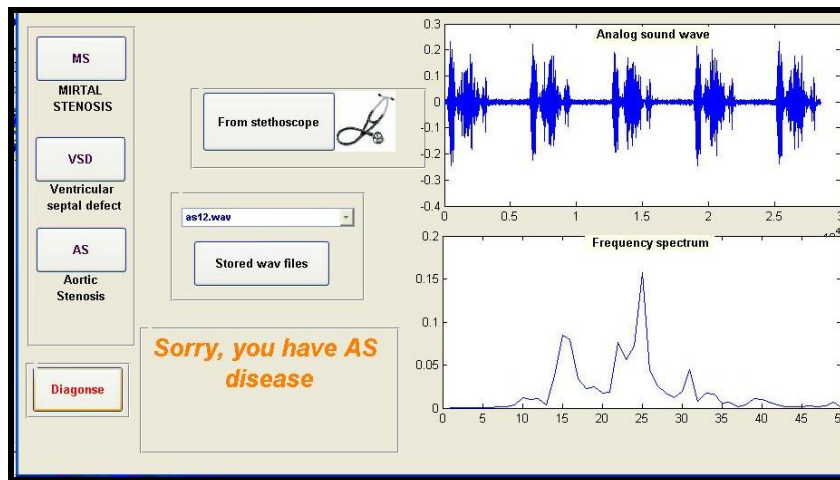 MS
MIRTAL
STENOSIS
VSD
Ventricular
septal defect
AS
Aortic
Stenosis
Diagonse
From stethoscope
as12.wav
Stored wav files
Sorry, you have AS
disease
Analog sound wave
0.3
0.2
0.1
0
-0.1
-0.2
-0.3
-0.4
0 0.5 1 1.5 2 2.5
Frequency spectrum
0.2
0.15
0.1
0.05
0
0 5 10 15 20 25 30 35 40 45